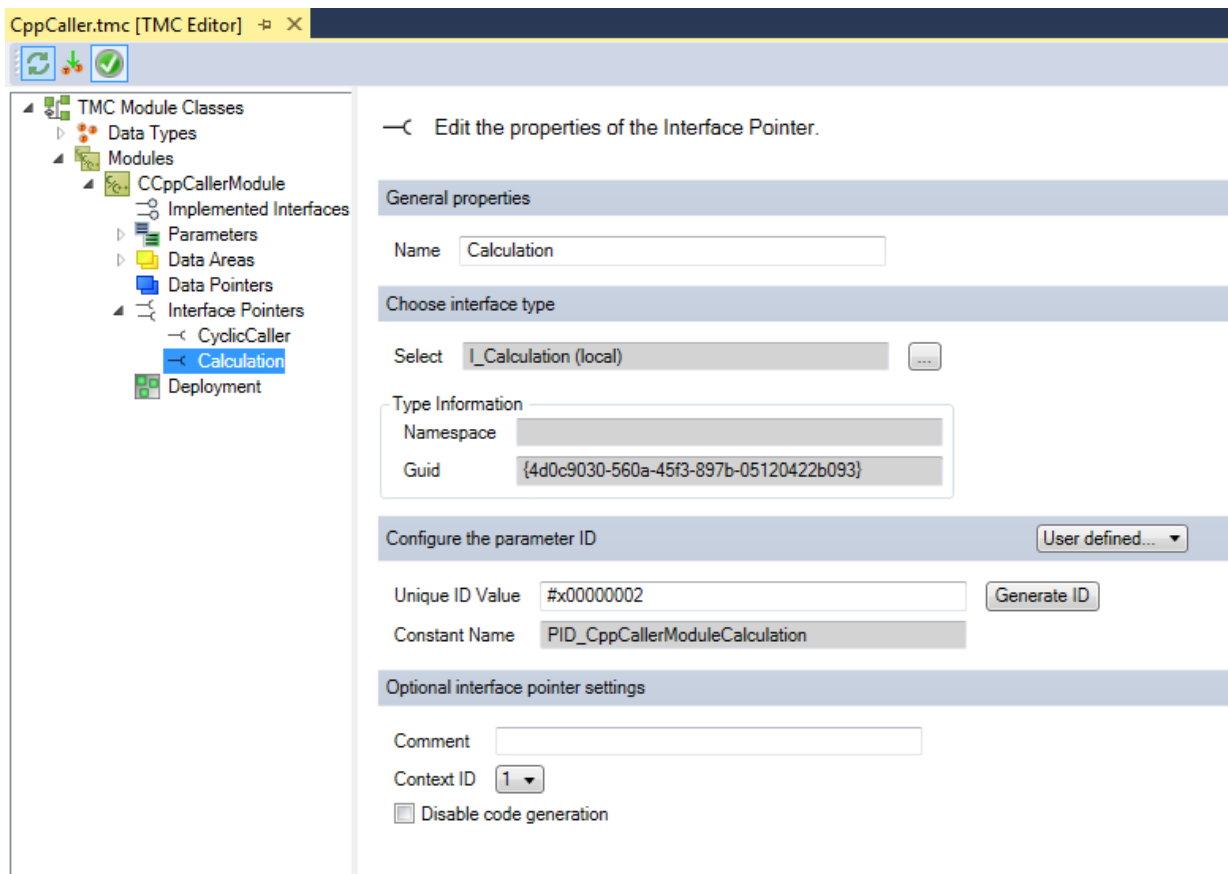 CppCaller.tmc [TMC Editor]
TMC Module Classes
Data Types
Modules
CCppCallerModule
Implemented Interfaces
Parameters
Data Areas
Data Pointers
Interface Pointers
CyclicCaller
Calculation
Deployment
Edit the properties of the Interface Pointer.
General properties
Name Calculation
Choose interface type
Select I_Calculation (local) ...
Type Information
Namespace
Guid {4d0c9030-560a-45f3-897b-05120422b093}
Configure the parameter ID User defined...
Unique ID Value #x00000002 Generate ID
Constant Name PID_CppCallerModuleCalculation
Optional interface pointer settings
Comment
Context ID 1
Disable code generation